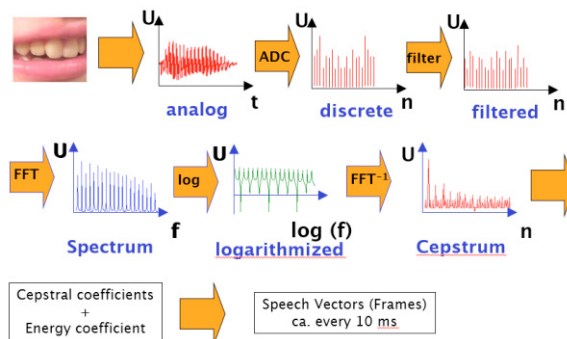 U
U
U
ADC
filter
analog
t
discrete
n
filtered
n
FFT
U
log
U
FFT-1
U
Spectrum
f
logarithmized
log (f)
Cepstrum
n
Cepstral coefficients
+
Energy coefficient
Speech Vectors (Frames)
ca. every 10 ms